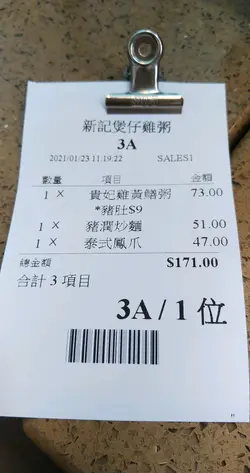 新記煲仔雞粥
3A
2021/01/23 11:19:22 SALES1
數量 項目 金額
1 × 貴妃雞黃鱔粥 73.00
*豬肚S9
1 × 豬潤炒麵 51.00
1 × 泰式鳳爪 47.00
總金額 $171.00
合計 3 項目
3A / 1 位